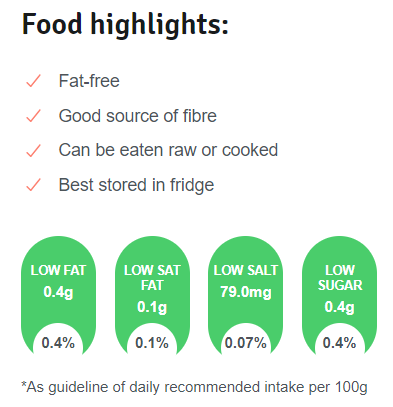 Food highlights:
Fat-free
Good source of fibre
Can be eaten raw or cooked
Best stored in fridge
LOW FAT
0.4g
0.4%
LOW SAT
FAT
0.1g
0.1%
LOW SALT
79.0mg
0.07%
LOW
SUGAR
0.4g
0.4%
*As guideline of daily recommended intake per 100g